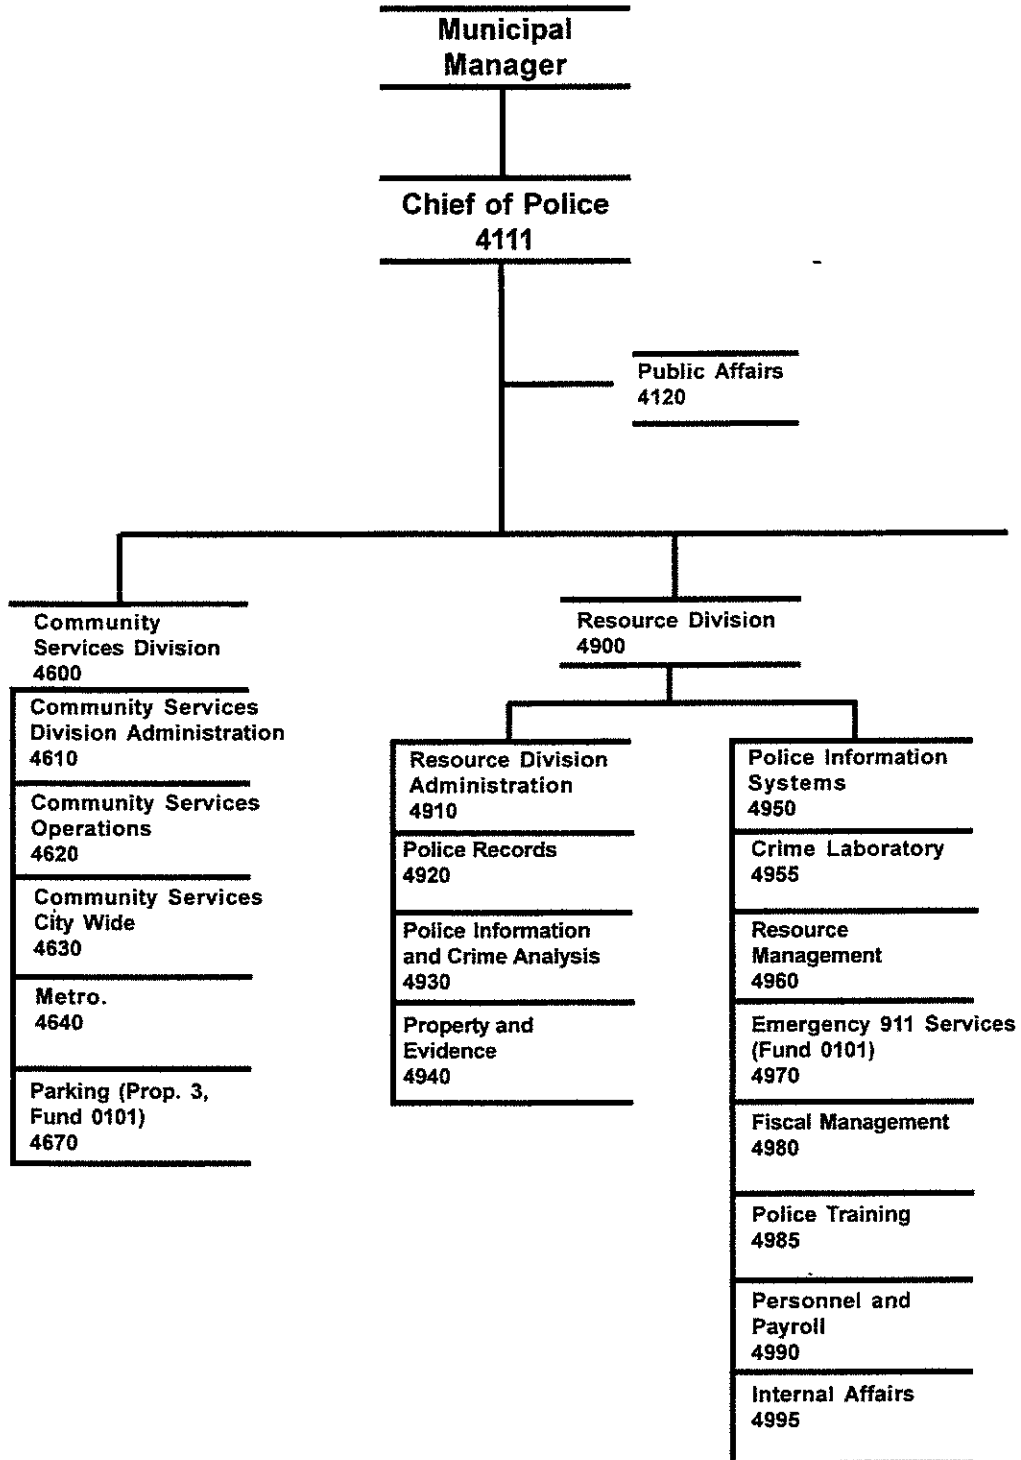 Municipal
Manager
Chief of Police
4111
Public Affairs
4120
Community
Services Division
4600
Community Services
Division Administration
4610
Community Services
Operations
4620
Community Services
City Wide
4630
Metro.
4640
Parking (Prop. 3,
Fund 0101)
4670
Resource Division
4900
Resource Division
Administration
4910
Police Records
4920
Police Information
and Crime Analysis
4930
Property and
Evidence
4940
Police Information
Systems
4950
Crime Laboratory
4955
Resource
Management
4960
Emergency 911 Services
(Fund 0101)
4970
Fiscal Management
4980
Police Training
4985
Personnel and
Payroll
4990
Internal Affairs
4995